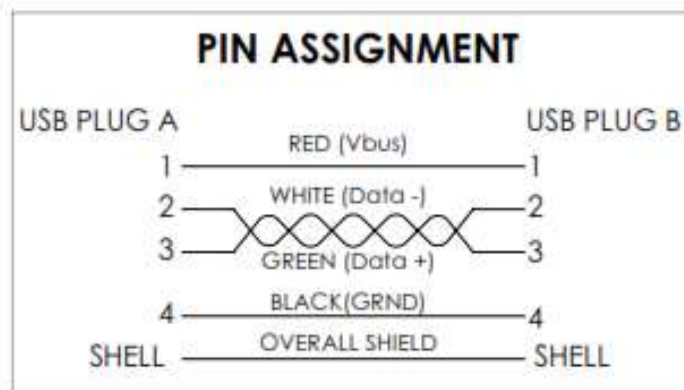 PIN ASSIGNMENT
USB PLUG A
USB PLUG B
RED (Vbus)
1
1
WHITE (Data -)
2
2
3
3
GREEN (Data +)
BLACK(GRND)
4
4
OVERALL SHIELD
SHELL
SHELL